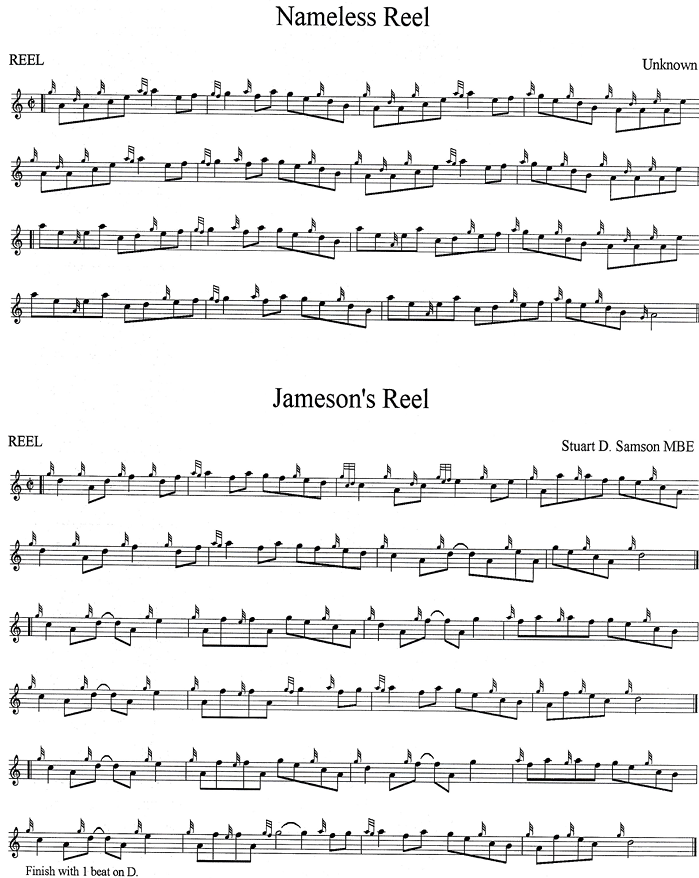 Nameless Reel
REEL
Unknown
Jameson's Reel
REEL
Stuart D. Samson MBE
Finish with 1 beat on D.